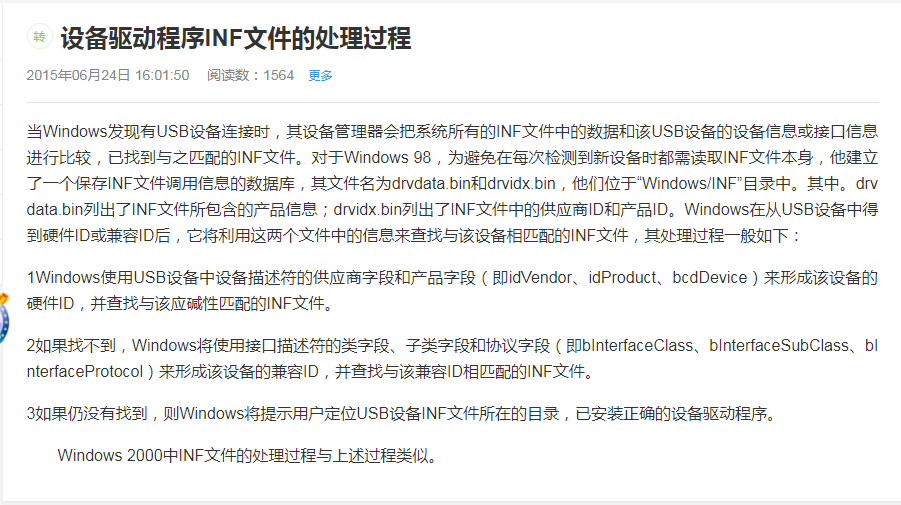 转 设备驱动程序INF文件的处理过程
2015年06月24日 16:01:50 阅读数：1564 更多
当Windows发现有USB设备连接时，其设备管理器会把系统所有的INF文件中的数据和该USB设备的设备信息或接口信息
进行比较，已找到与之匹配的INF文件。对于Windows 98，为避免在每次检测到新设备时都需读取INF文件本身，他建立
了一个保存INF文件调用信息的数据库，其文件名为drvdata.bin和drvidx.bin，他们位于“Windows/INF”目录中。其中。drv
data.bin列出了INF文件所包含的产品信息；drvidx.bin列出了INF文件中的供应商ID和产品ID。Windows在从USB设备中得
到硬件ID或兼容ID后，它将利用这两个文件中的信息来查找与该设备相匹配的INF文件，其处理过程一般如下：
1Windows使用USB设备中设备描述符的供应商字段和产品字段（即idVendor、idProduct、bcdDevice）来形成该设备的
硬件ID，并查找与该应碱性匹配的INF文件。
2如果找不到，Windows将使用接口描述符的类字段、子类字段和协议字段（即bInterfaceClass、bInterfaceSubClass、bI
nterfaceProtocol）来形成该设备的兼容ID，并查找与该兼容ID相匹配的INF文件。
3如果仍没有找到，则Windows将提示用户定位USB设备INF文件所在的目录，已安装正确的设备驱动程序。
Windows 2000中INF文件的处理过程与上述过程类似。